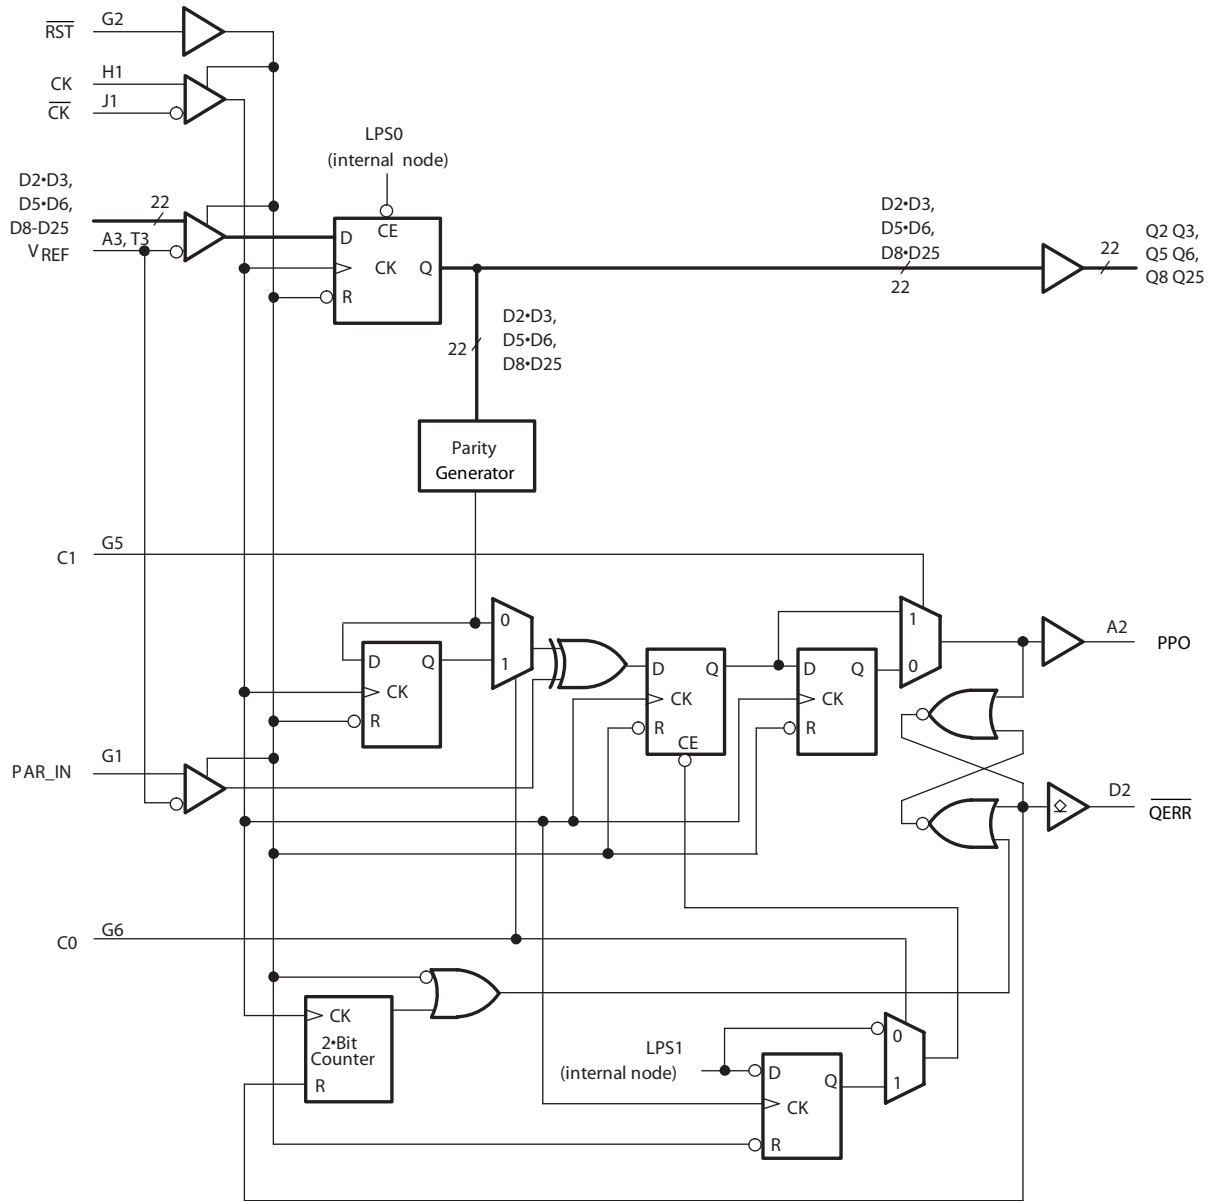 RST
G2
CK
H1
CK
J1
LPS0
(internal node)
D2•D3,
D5•D6,
D8-D25
22
VREF
A3, T3
D
CE
CK
Q
R
D2•D3,
D5•D6,
D8•D25
22
22
Q2 Q3,
Q5 Q6,
Q8 Q25
D2•D3,
D5•D6,
D8•D25
22
Parity
Generator
C1
G5
0
1
D
Q
CK
R
D
Q
CK
R
CE
D
Q
CK
R
1
0
A2
PPO
PAR_IN
G1
D2
QERR
C0
G6
CK
2•Bit
Counter
R
LPS1
(internal node)
D
Q
CK
R
0
1